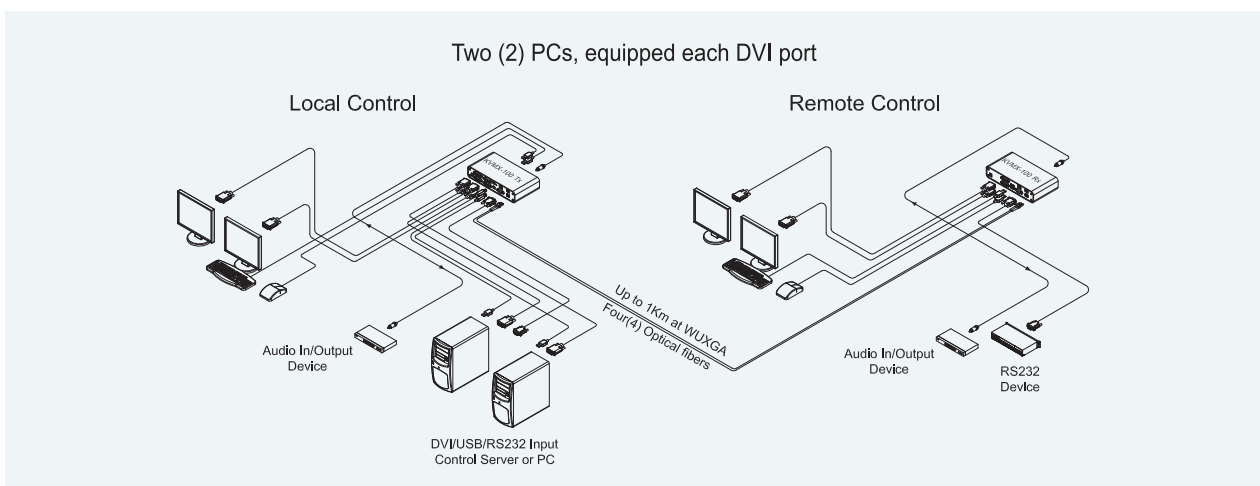 Two (2) PCs, equipped each DVI port
Local Control
Remote Control
KVMX-100 Tx
KVMX-100 Rx
Up to 1Km at WUXGA
Four(4) Optical fibers
Audio In/Output
Device
DVI/USB/RS232 Input
Control Server or PC
Audio In/Output
Device
RS232
Device